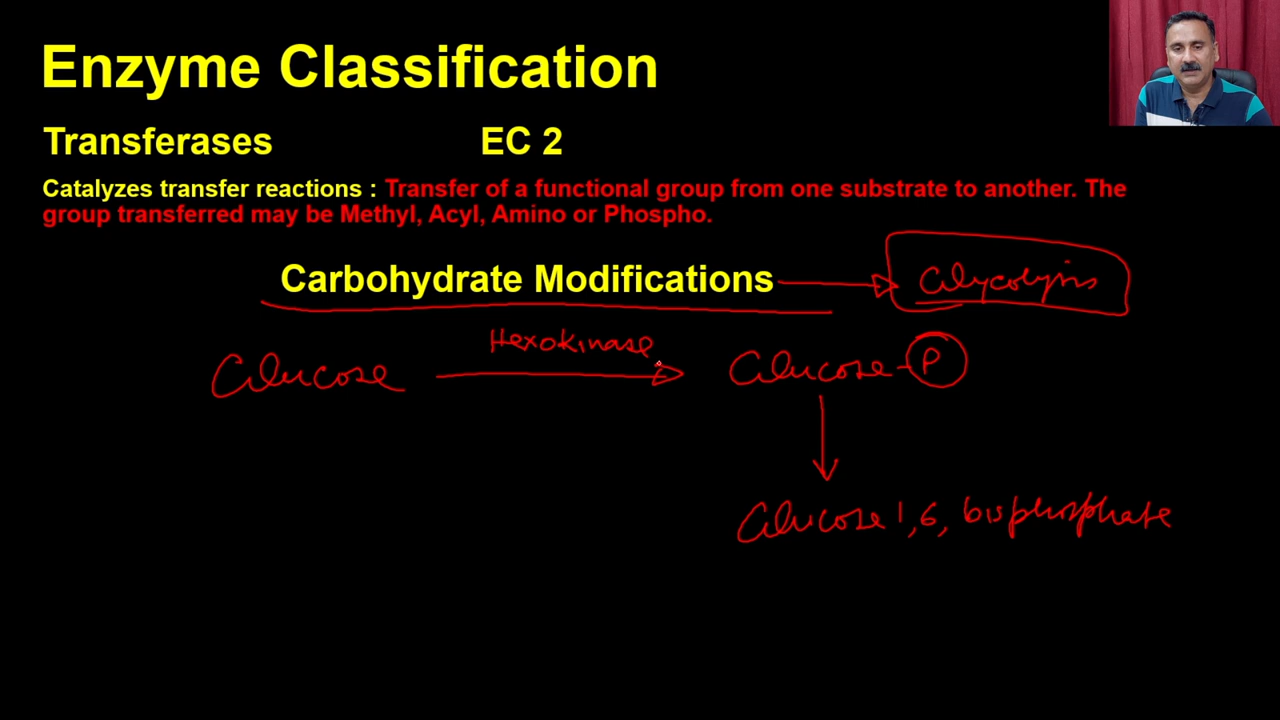 Enzyme Classification
Transferases EC 2
Catalyzes transfer reactions : Transfer of a functional group from one substrate to another. The
group transferred may be Methyl, Acyl, Amino or Phospho.
Carbohydrate Modifications Glycolysis
Hexokinase
Glucose Glucose - P
Glucose 1,6, bisphosphate